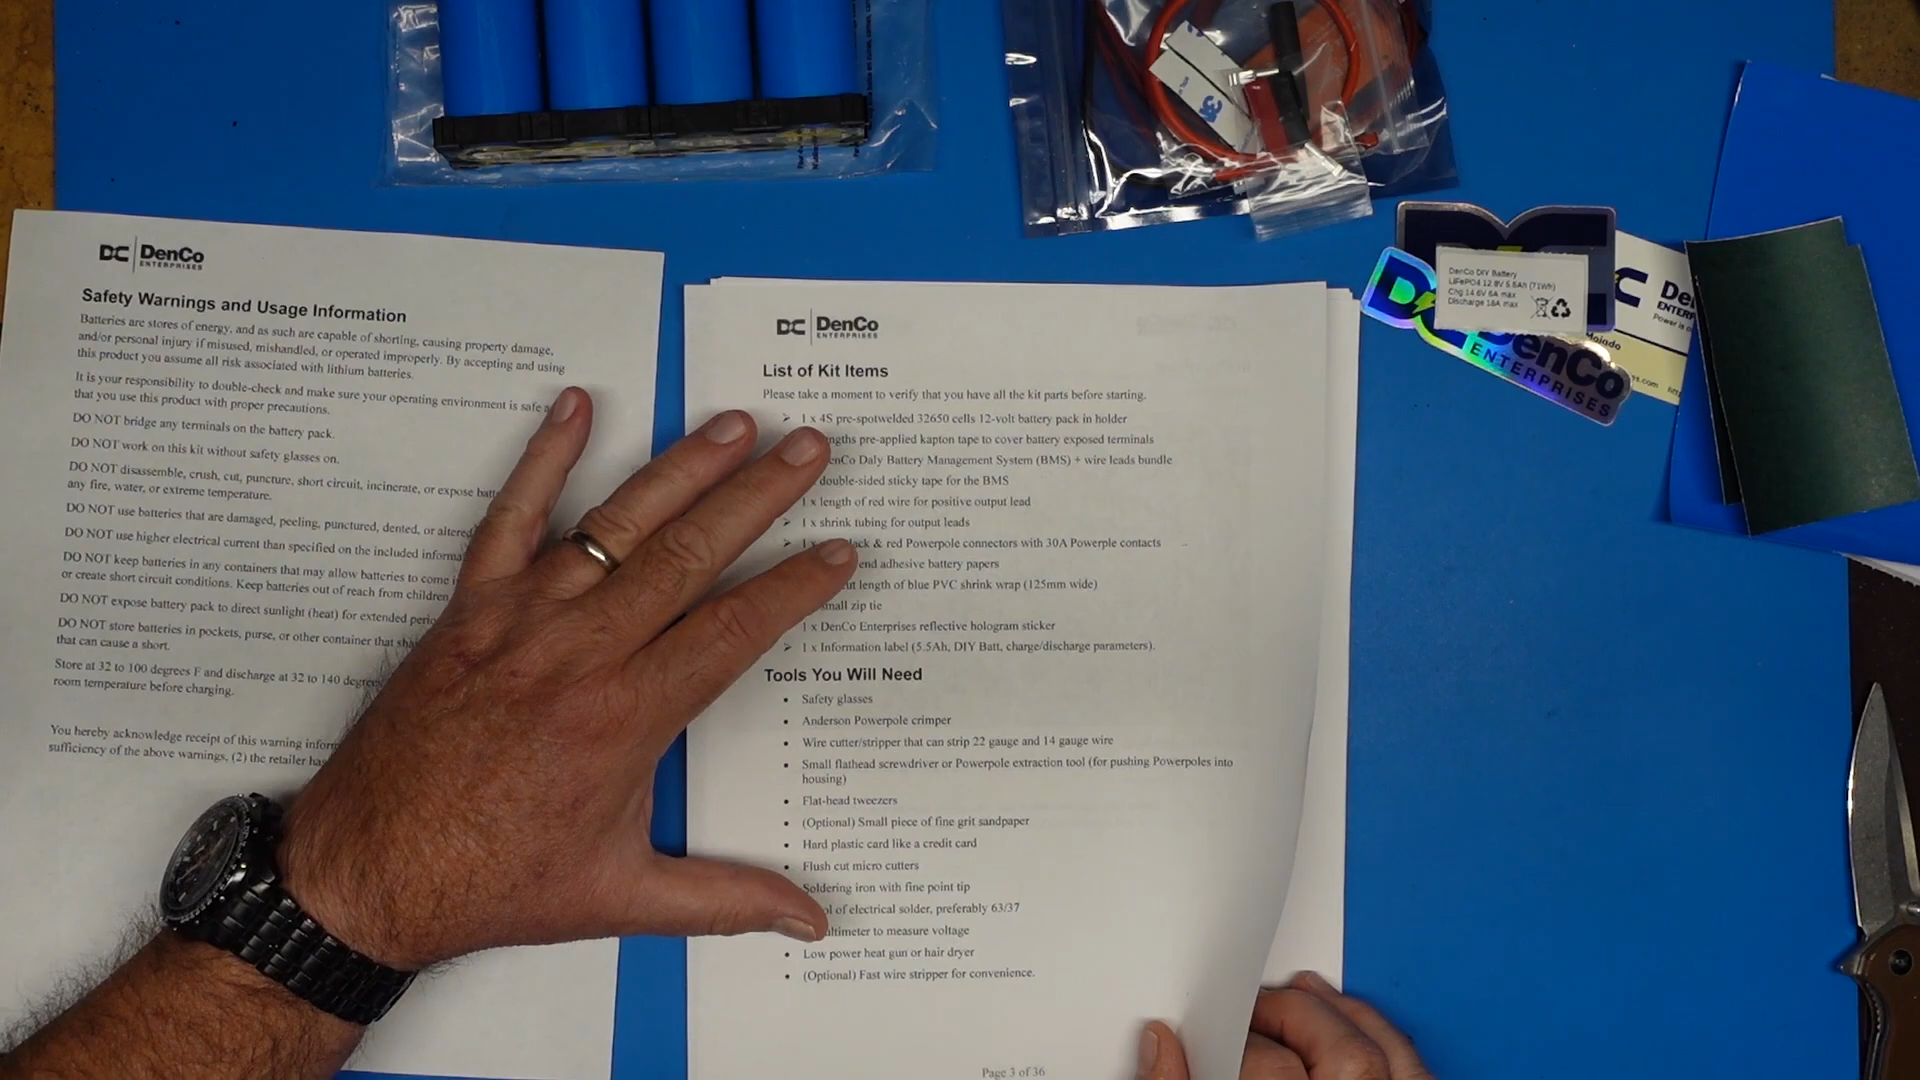 DC DenCo
ENTERPRISES
Safety Warnings and Usage Information
Batteries are stores of energy, and as such are capable of shorting, causing property damage,
and/or personal injury if misused, mishandled, or operated improperly. By accepting and using
this product you assume all risk associated with lithium batteries.
It is your responsibility to double-check and make sure your operating environment is safe
that you use this product with proper precautions.
DO NOT bridge any terminals on the battery pack.
DO NOT work on this kit without safety glasses on.
DO NOT disassemble, crush, cut, puncture, short circuit, incinerate, or expose
any fire, water, or extreme temperature.
DO NOT use batteries that are damaged, peeling, punctured, dented, or altered
DO NOT use higher electrical current than specified on the included
DO NOT keep batteries in any containers that may allow batteries to come
or create short circuit conditions. Keep batteries out of reach from children
DO NOT expose battery pack to direct sunlight (heat) for extended
DO NOT store batteries in pockets, purse, or other container that
that can cause a short.
Store at 32 to 100 degrees F and discharge at 32 to 140
room temperature before charging.
You hereby acknowledge receipt of this warning
sufficiency of the above warnings, (2) the retailer
DC DenCo
ENTERPRISES
List of Kit Items
Please take a moment to verify that you have all the kit parts before starting.
➢ 1 x 4S pre-spotwelded 32650 cells 12-volt battery pack in holder
pre-applied kapton tape to cover battery exposed terminals
Daly Battery Management System (BMS) + wire leads bundle
double-sided sticky tape for the BMS
1 x length of red wire for positive output lead
➢ 1 x shrink tubing for output leads
➢ 1 & red Powerpole connectors with 30A Powerple contacts
end adhesive battery papers
length of blue PVC shrink wrap (125mm wide)
small zip tie
1 x DenCo Enterprises reflective hologram sticker
➢ 1 x Information label (5.5Ah, DIY Batt, charge/discharge parameters).
Tools You Will Need
• Safety glasses
• Anderson Powerpole crimper
• Wire cutter/stripper that can strip 22 gauge and 14 gauge wire
• Small flathead screwdriver or Powerpole extraction tool (for pushing Powerpoles into
housing)
• Flat-head tweezers
• (Optional) Small piece of fine grit sandpaper
• Hard plastic card like a credit card
• Flush cut micro cutters
Soldering iron with fine point tip
of electrical solder, preferably 63/37
to measure voltage
• Low power heat gun or hair dryer
• (Optional) Fast wire stripper for convenience.
Page 3 of 36
DenCo DIY Battery
LiFePO4 12.8V 5.5Ah (71Wh)
Chg 14.6V 6A max
Discharge 18A max
DenCo
ENTERPRISES